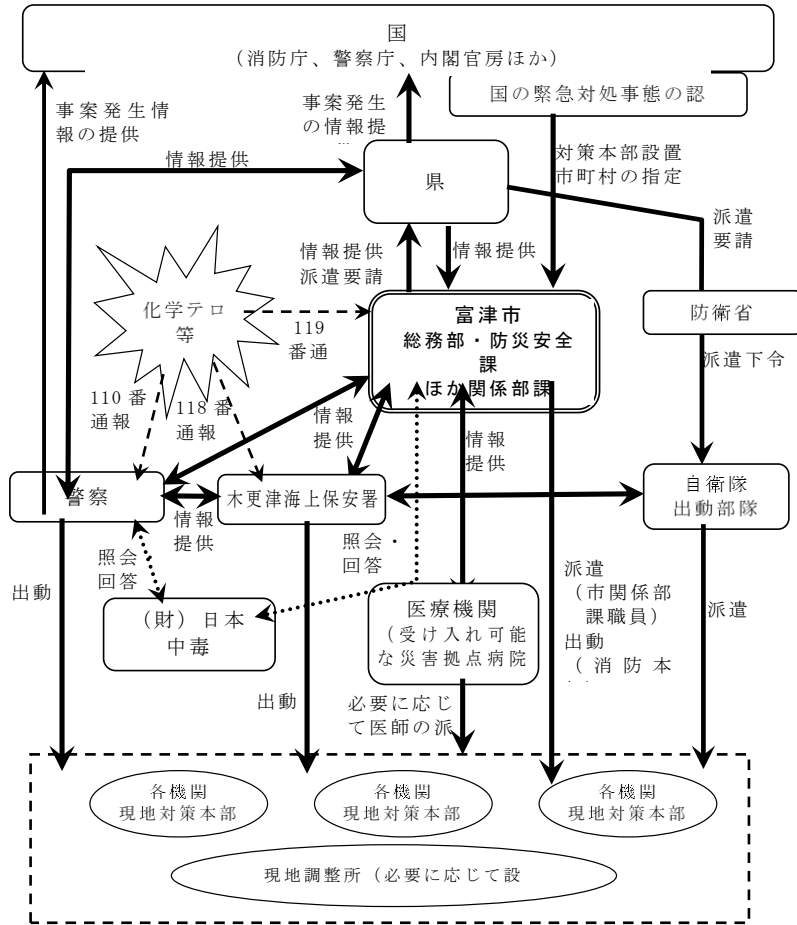 国
（消防庁、警察庁、内閣官房ほか）
国の緊急対処事態の認
事案発生情
報の提供
事案発生
の情報提
情報提供
対策本部設置
市町村の指定
県
派遣
要請
情報提供
派遣要請
情報提供
化学テロ
等
119
番通
富津市
総務部・防災安全
課
ほか関係部課
防衛省
派遣下令
110 番
通報
118 番
通報
情報
提供
情報
提供
警察
木更津海上保安署
自衛隊
出動部隊
情報
提供
照会・
回答
照会・
回答
出動
（財）日本
中毒
医療機関
（受け入れ可能
な災害拠点病院
派遣
（市関係部
課職員）
出動
（消防本
派遣
出動
必要に応じ
て医師の派
各機関
現地対策本部
各機関
現地対策本部
各機関
現地対策本部
現地調整所（必要に応じて設